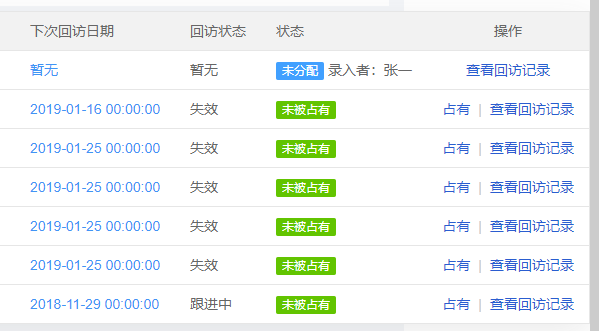 下次回访日期 回访状态 状态 操作
暂无 暂无 未分配 录入者：张一 查看回访记录
2019-01-16 00:00:00 失效 未被占有 占有 | 查看回访记录
2019-01-25 00:00:00 失效 未被占有 占有 | 查看回访记录
2019-01-25 00:00:00 失效 未被占有 占有 | 查看回访记录
2019-01-25 00:00:00 失效 未被占有 占有 | 查看回访记录
2019-01-25 00:00:00 失效 未被占有 占有 | 查看回访记录
2018-11-29 00:00:00 跟进中 未被占有 占有 | 查看回访记录